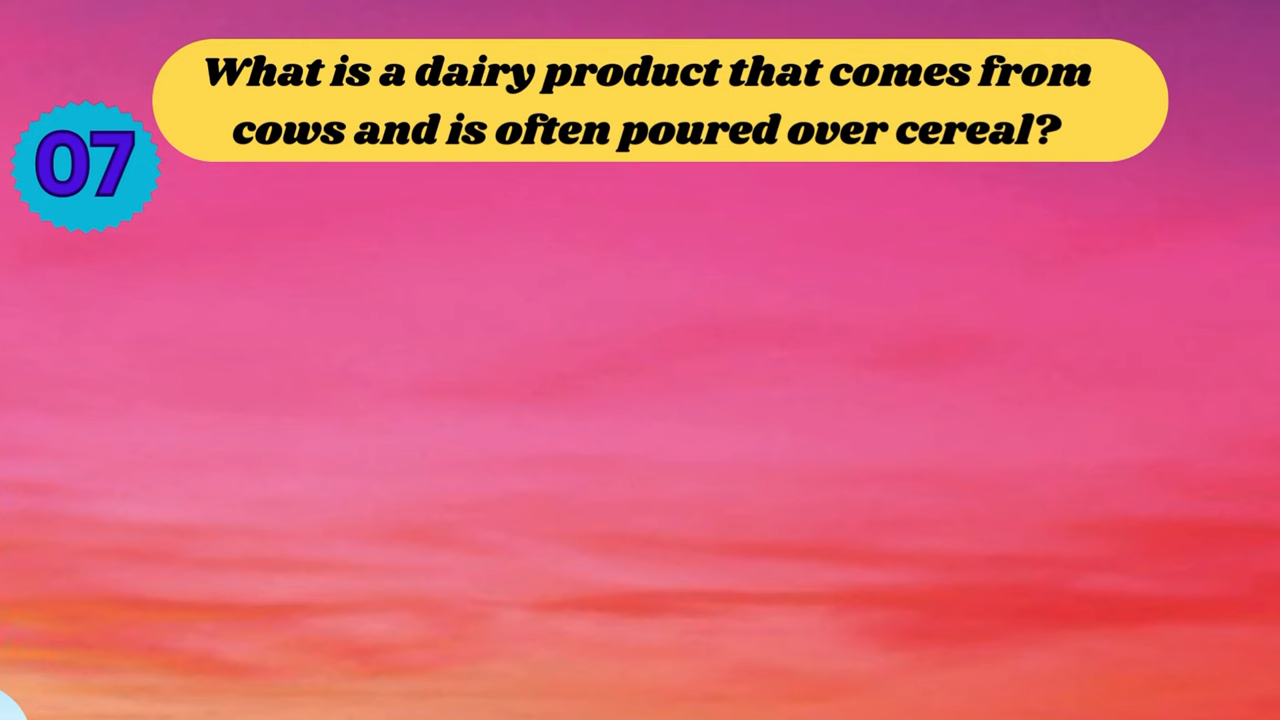 What is a dairy product that comes from
cows and is often poured over cereal?
07